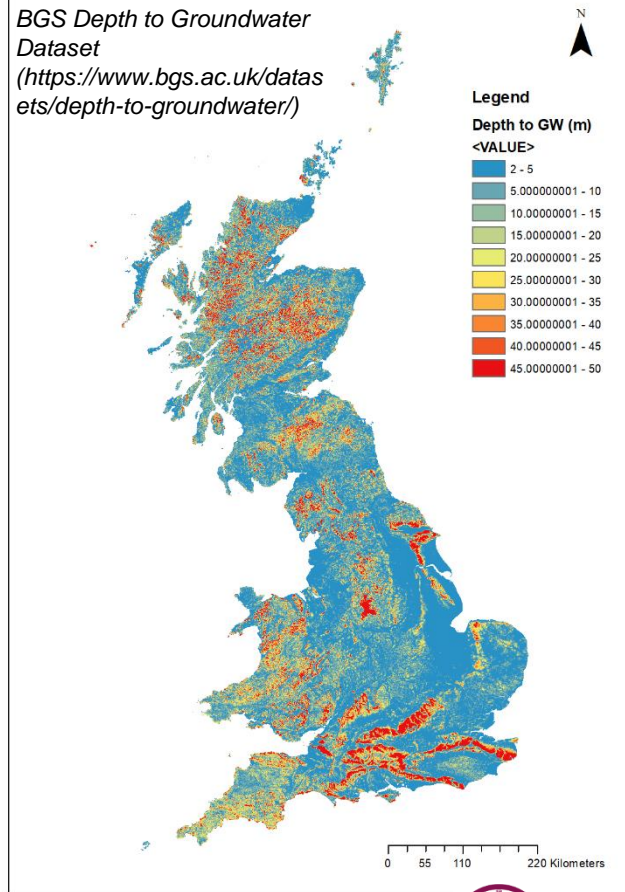 BGS Depth to Groundwater
Dataset
(https://www.bgs.ac.uk/datas
ets/depth-to-groundwater/)
N
Legend
Depth to GW (m)
<VALUE>
2 - 5
5.000000001 - 10
10.00000001 - 15
15.00000001 - 20
20.00000001 - 25
25.00000001 - 30
30.00000001 - 35
35.00000001 - 40
40.00000001 - 45
45.00000001 - 50
0 55 110 220 Kilometers